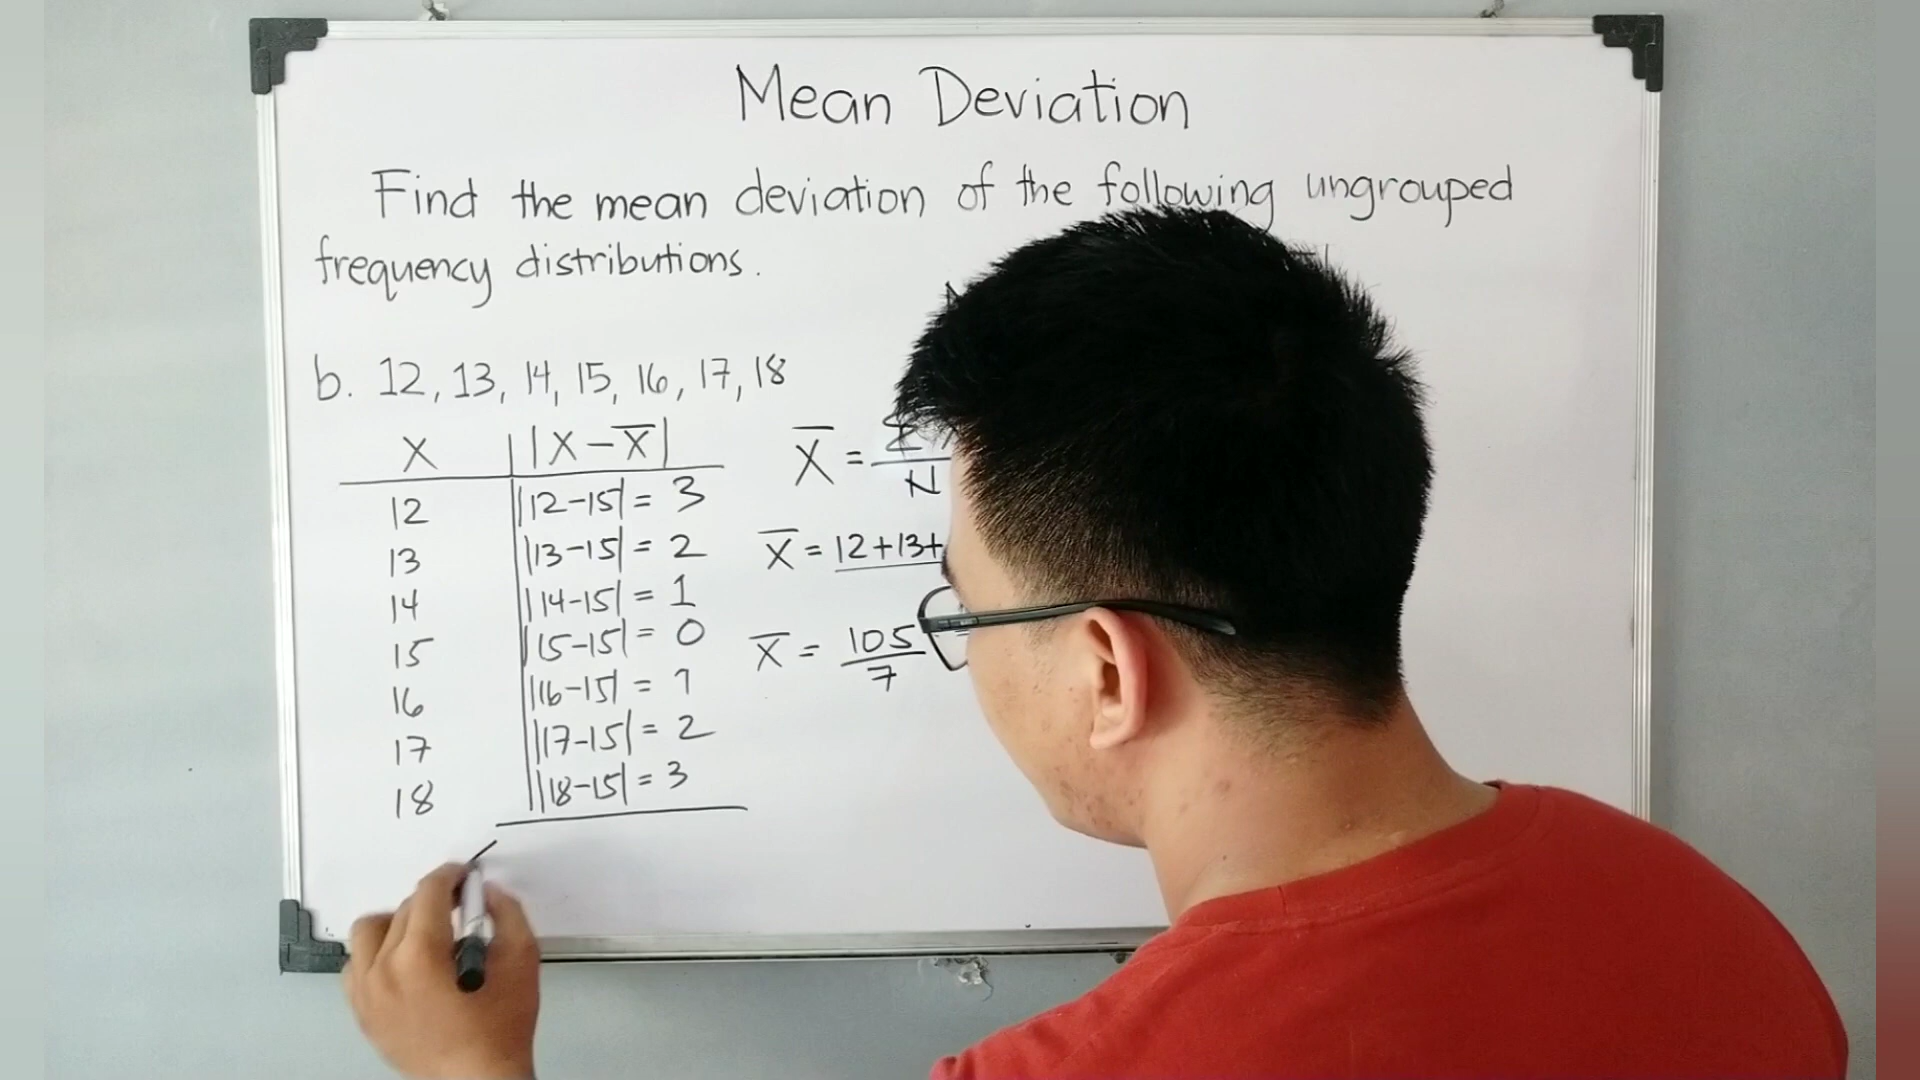 Mean Deviation
Find the mean deviation of the following ungrouped
frequency distributions.
b. 12, 13, 14, 15, 16, 17, 18
X | |X - X̅|
12 |12-15| = 3
13 |13-15| = 2
14 |14-15| = 1
15 |15-15| = 0
16 |16-15| = 1
17 |17-15| = 2
18 |18-15| = 3
X̅ =
N
X̅ = 12+13+
X̅ = 105
7